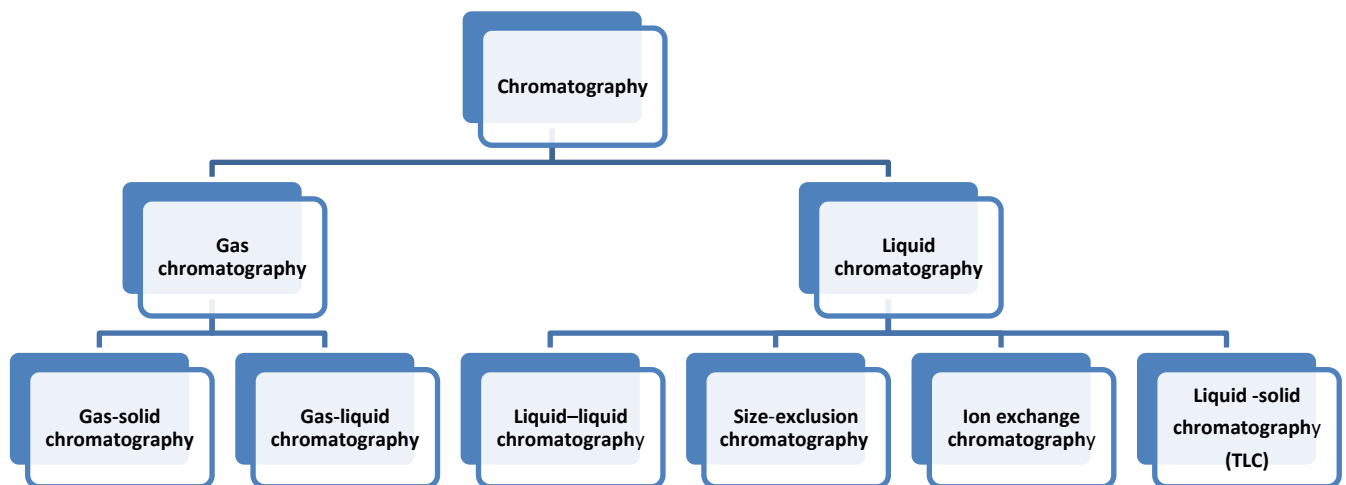 Chromatography
Gas
chromatography
Liquid
chromatography
Gas-solid
chromatography
Gas-liquid
chromatography
Liquid–liquid
chromatography
Size-exclusion
chromatography
Ion exchange
chromatography
Liquid -solid
chromatography
(TLC)